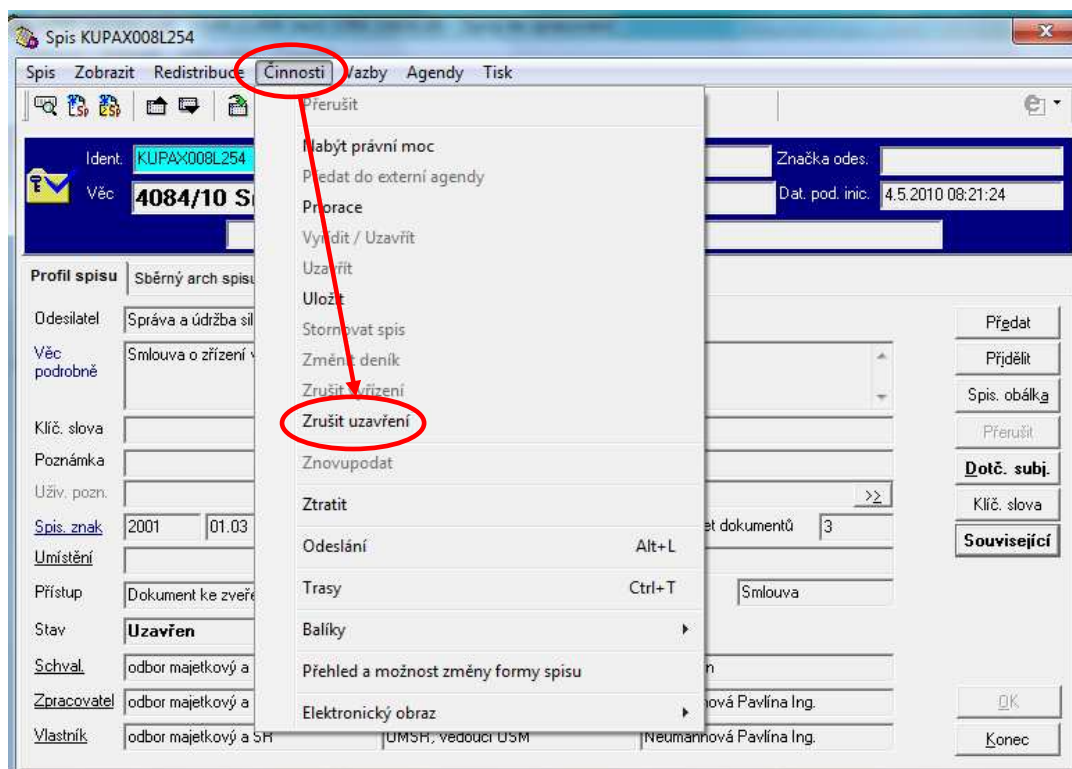 Spis KUPAX008L254
Spis Zobrazit Redistribuce Činnosti Vazby Agendy Tisk
Přerušit
Nabýt právní moc
Předat do externí agendy
Priorace
Vyřídit / Uzavřít
Uzavřít
Uložit
Stornovat spis
Změnit deník
Zrušit vyřízení
Zrušit uzavření
Znovupodat
Ztratit
Odeslání Alt+L
Trasy Ctrl+T
Balíky
Přehled a možnost změny formy spisu
Elektronický obraz
Ident. KUPAX008L254 Značka odes.
Věc 4084/10 Dat. pod. inic. 4.5.2010 08:21:24
Profil spisu Sběrný arch spisu
Odesilatel Správa a údržba sil
Věc podrobně Smlouva o zřízení v
Klíč. slova
Poznámka
Uživ. pozn. >>
Spis. znak 2001 01.03 et dokumentů 3
Umístění
Přístup Dokument ke zveře Smlouva
Stav Uzavřen
Schval. odbor majetkový a n
Zpracovatel odbor majetkový a ová Pavlína Ing.
Vlastník odbor majetkový a SH UMSH, vedoucí USM Neumannová Pavlína Ing.
Předat
Přidělit
Spis. obálka
Přerušit
Dotč. subj.
Klíč. slova
Související
OK
Konec